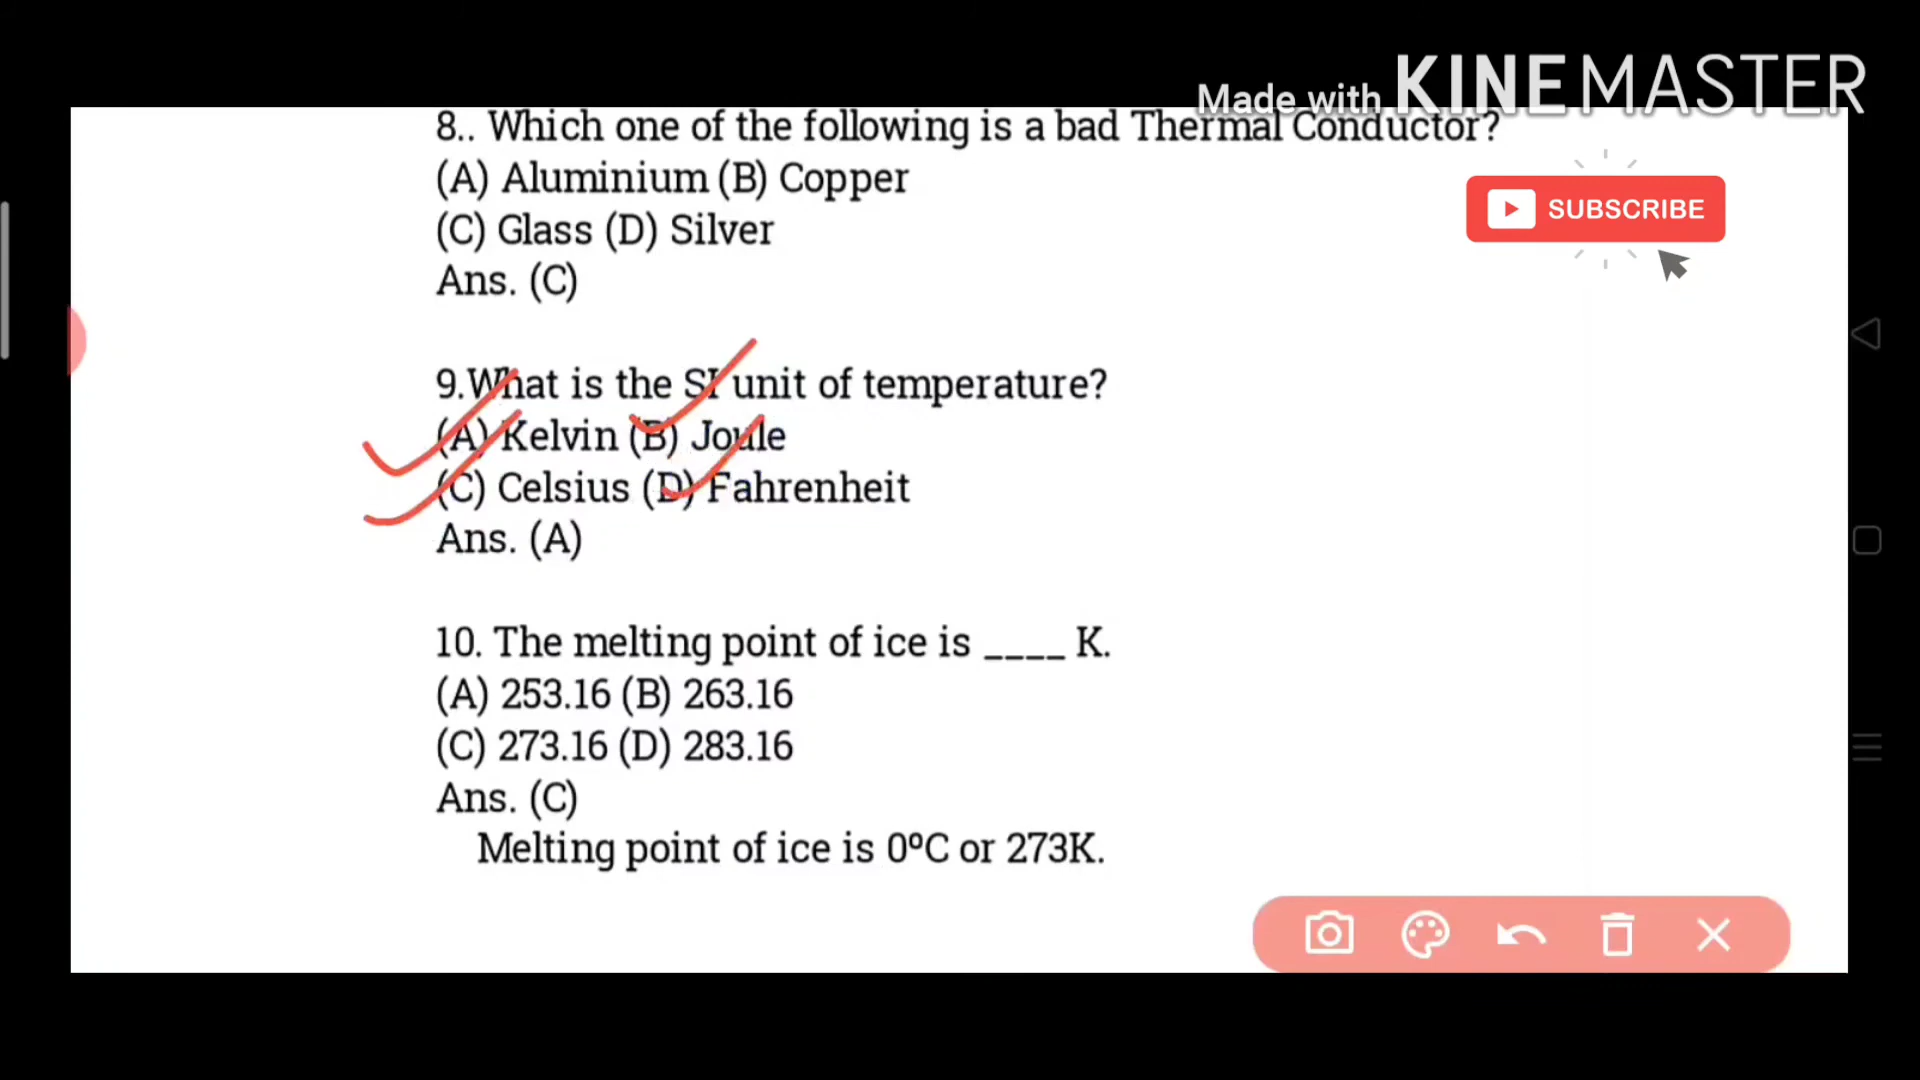 Made with KINEMASTER
8.. Which one of the following is a bad Thermal Conductor?
(A) Aluminium (B) Copper
(C) Glass (D) Silver
Ans. (C)
SUBSCRIBE
9.What is the SI unit of temperature?
(A) Kelvin (B) Joule
(C) Celsius (D) Fahrenheit
Ans. (A)
10. The melting point of ice is ____ K.
(A) 253.16 (B) 263.16
(C) 273.16 (D) 283.16
Ans. (C)
Melting point of ice is 0ºC or 273K.